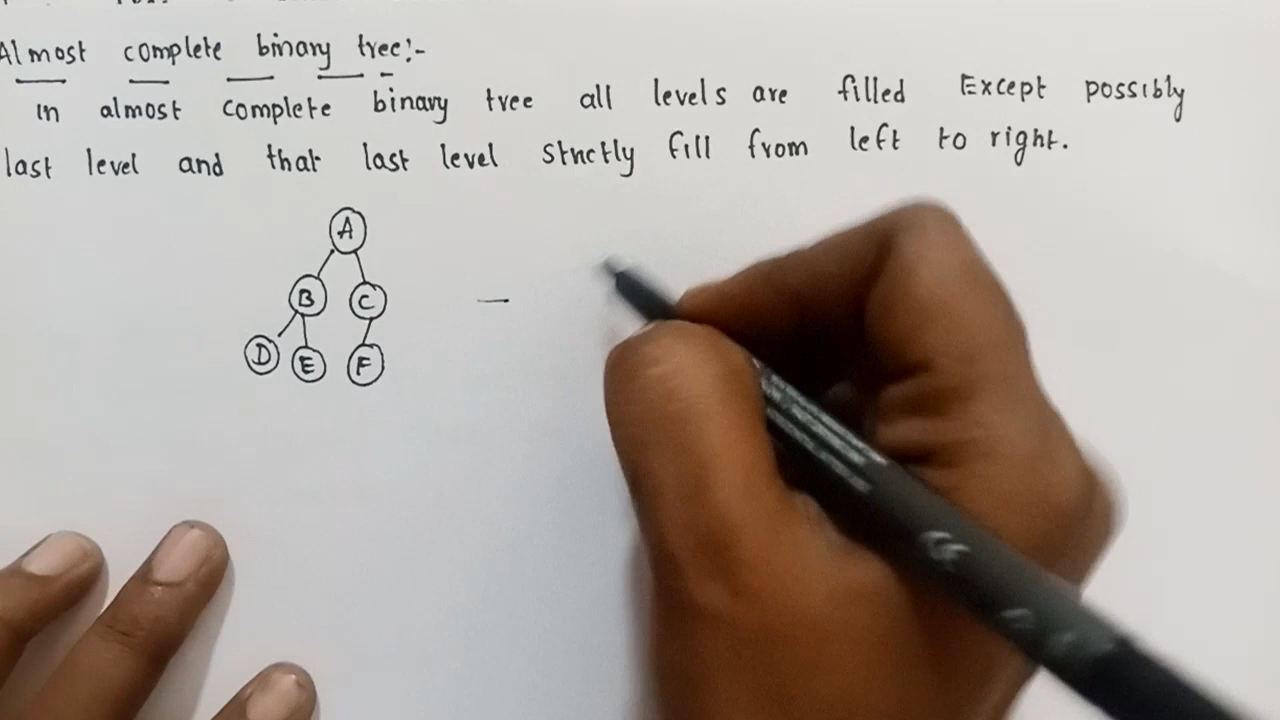 Almost complete binary tree:-
in almost complete binary tree all levels are filled Except possibly
last level and that last level strictly fill from left to right.
A
B C
D E F